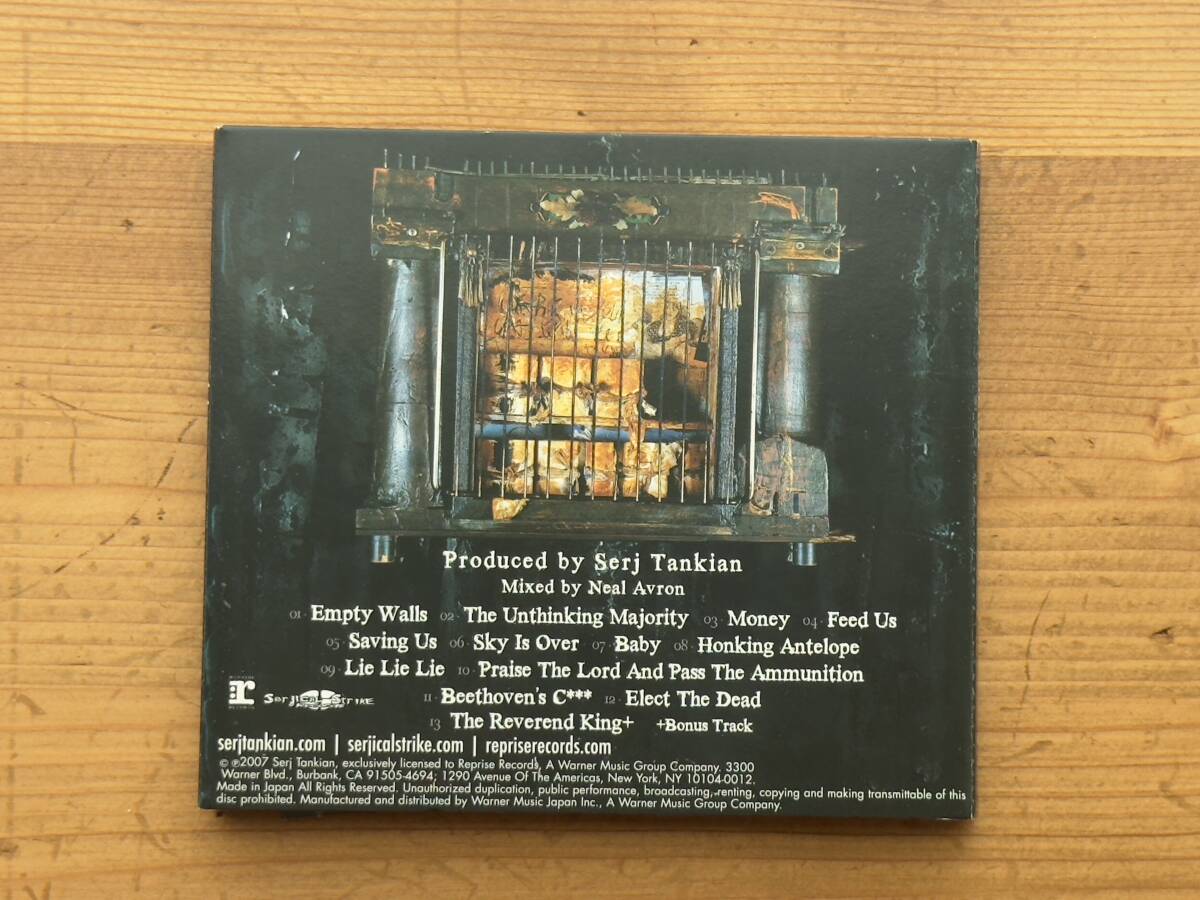 Produced by Serj Tankian
Mixed by Neal Avron
01 · Empty Walls 02 · The Unthinking Majority 03 · Money 04 · Feed Us
05 · Saving Us 06 · Sky Is Over 07 · Baby 08 · Honking Antelope
09 · Lie Lie Lie 10 · Praise The Lord And Pass The Ammunition
11 · Beethoven's C*** 12 · Elect The Dead
13 The Reverend King+ +Bonus Track
r Serjical Strike
serjtankian.com | serjicalstrike.com | repriserecords.com
© ℗2007 Serj Tankian, exclusively licensed to Reprise Records, A Warner Music Group Company. 3300
Warner Blvd., Burbank, CA 91505-4694; 1290 Avenue Of The Americas, New York, NY 10104-0012.
Made in Japan All Rights Reserved. Unauthorized duplication, public performance, broadcasting, renting, copying and making transmittable of this
disc prohibited. Manufactured and distributed by Warner Music Japan Inc., A Warner Music Group Company.